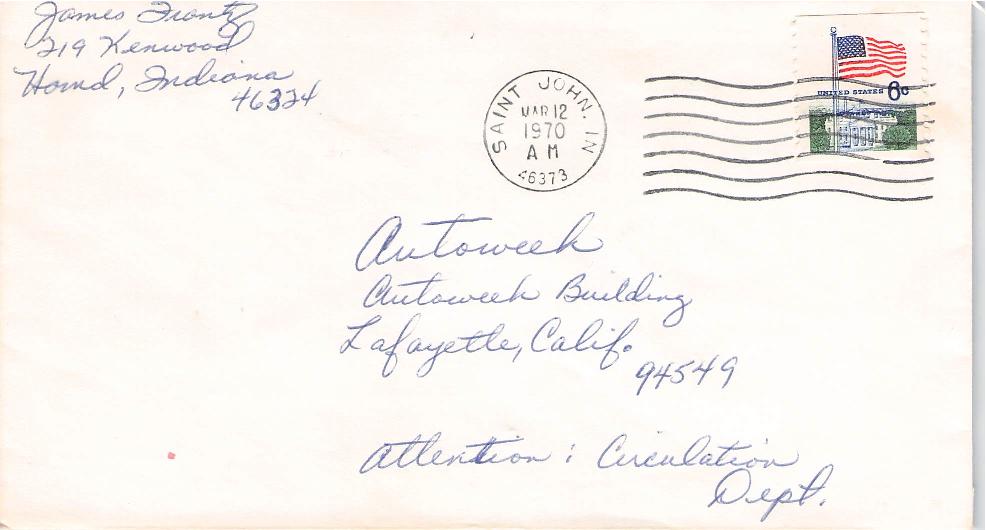 James Frantz
219 Kenwood
Hamd, Indiana
46324
SAINT JOHN, IN
MAR 12
1970
AM
46373
UNITED STATES 6c
Autoweek
Autoweek Building
Lafayette, Calif.
94549
Attention : Circulation
Dept.